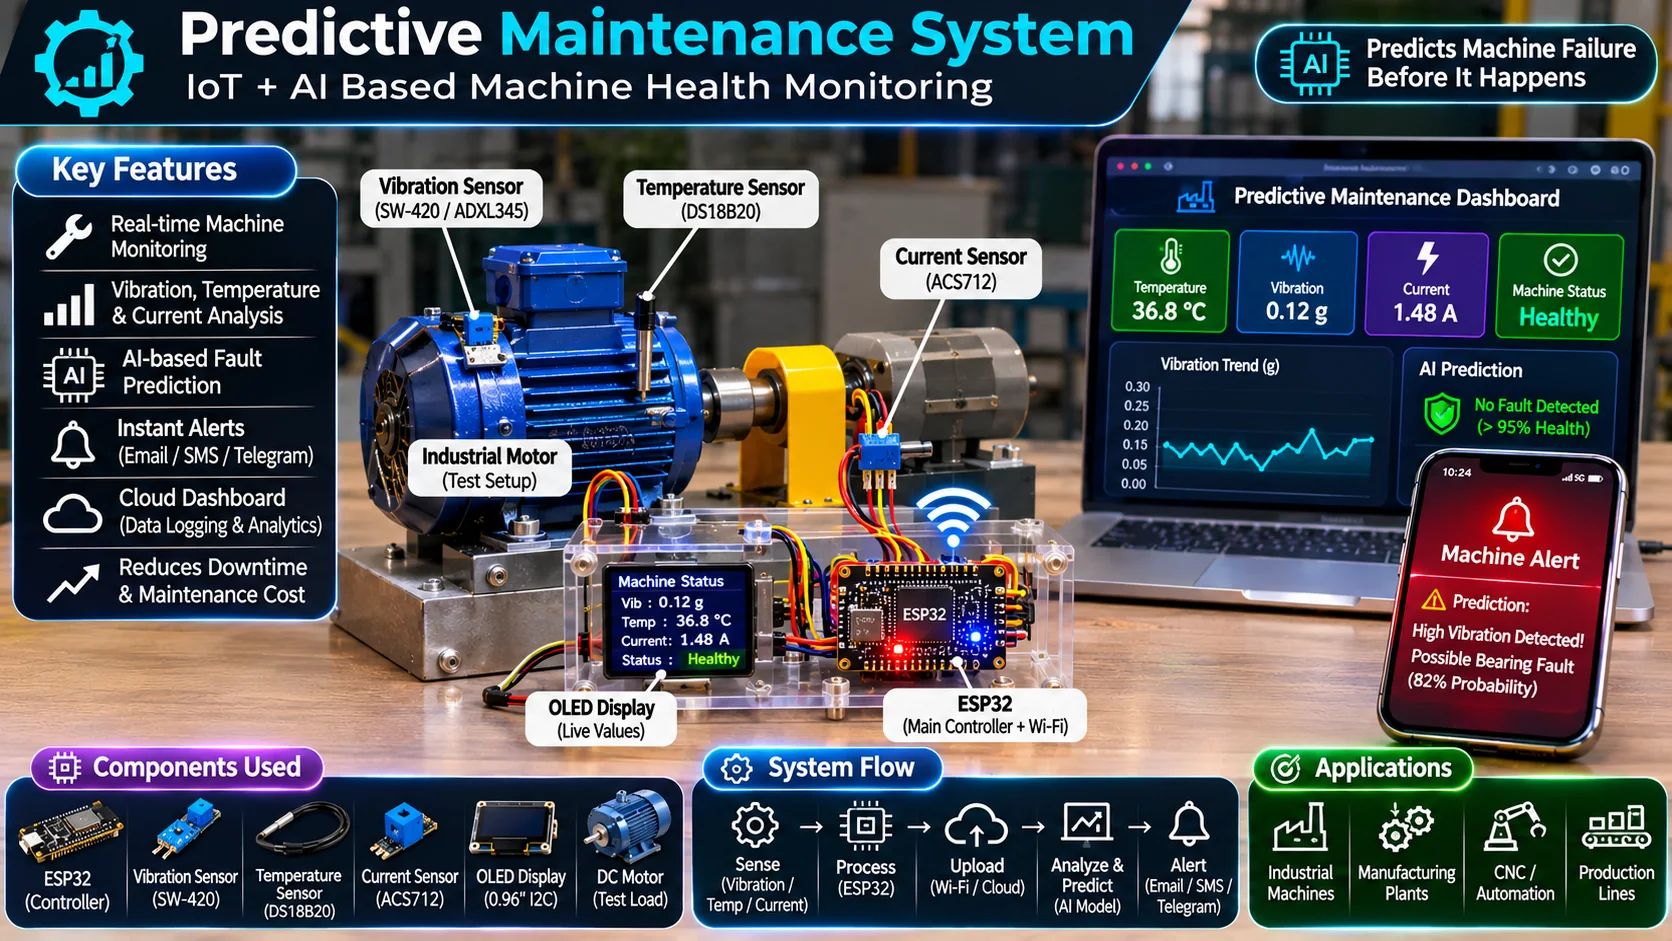 Predictive Maintenance System
IoT + AI Based Machine Health Monitoring
AI
Predicts Machine Failure
Before It Happens
Key Features
Real-time Machine
Monitoring
Vibration, Temperature
& Current Analysis
AI
AI-based Fault
Prediction
Instant Alerts
(Email / SMS / Telegram)
Cloud Dashboard
(Data Logging & Analytics)
Reduces Downtime
& Maintenance Cost
Vibration Sensor
(SW-420 / ADXL345)
Temperature Sensor
(DS18B20)
Current Sensor
(ACS712)
Industrial Motor
(Test Setup)
Machine Status
Vib : 0.12 g
Temp : 36.8 °C
Current: 1.48 A
Status : Healthy
OLED Display
(Live Values)
ESP32
ESP32
(Main Controller + Wi-Fi)
Predictive Maintenance Dashboard
Temperature
36.8 °C
Vibration
0.12 g
Current
1.48 A
Machine Status
Healthy
Vibration Trend (g)
0.30
0.25
0.20
0.15
0.05
0.00
AI Prediction
No Fault Detected
(> 95% Health)
10:24
5G
Machine Alert
Prediction:
High Vibration Detected!
Possible Bearing Fault
(82% Probability)
Components Used
ESP32
(Controller)
Vibration Sensor
(SW-420)
Temperature
Sensor
(DS18B20)
Current Sensor
(ACS712)
OLED Display
(0.96" I2C)
DC Motor
(Test Load)
System Flow
Sense
(Vibration /
Temp / Current)
Process
(ESP32)
Upload
(Wi-Fi / Cloud)
Analyze &
Predict
(AI Model)
Alert
(Email / SMS /
Telegram)
Applications
Industrial
Machines
Manufacturing
Plants
CNC /
Automation
Production
Lines